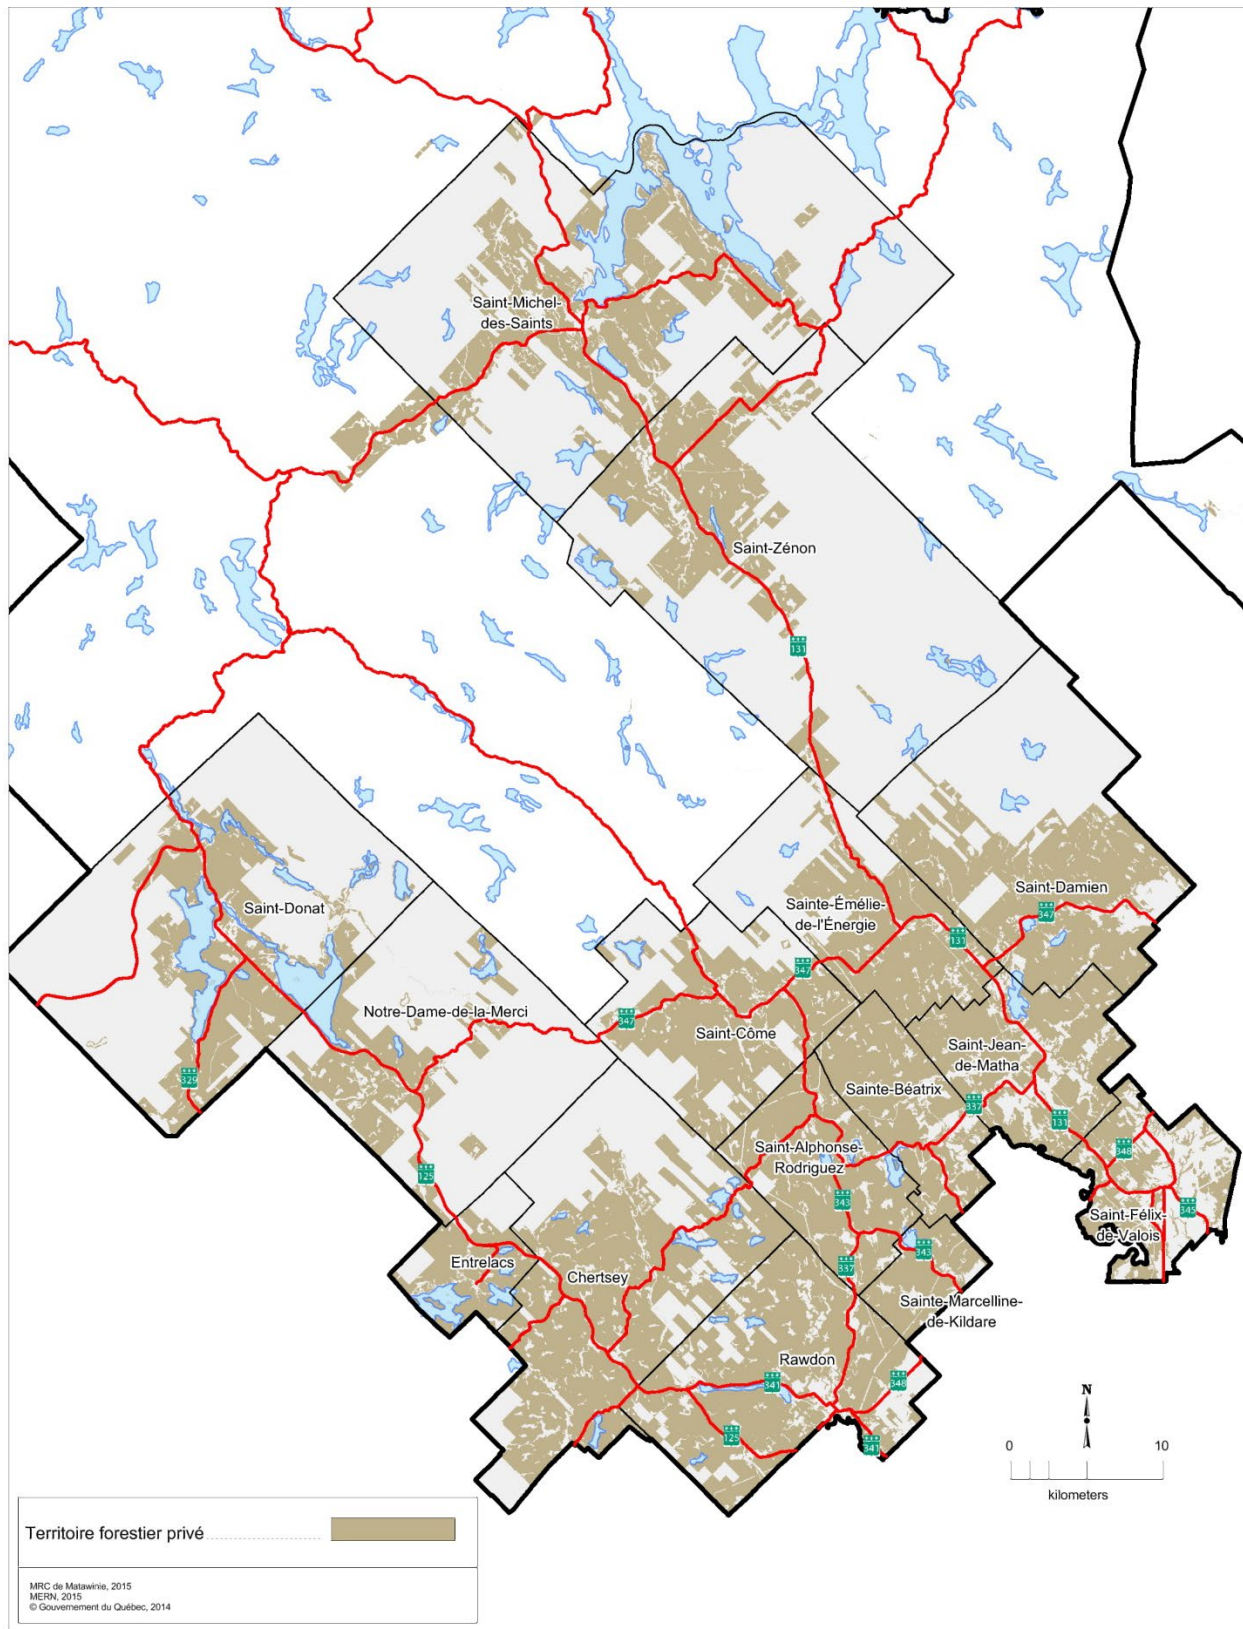 Saint-Michel-
des-Saints
Saint-Zénon
131
Saint-Damien
347
Sainte-Émélie-
de-l'Énergie
131
Saint-Donat
347
Notre-Dame-de-la-Merci
347
Saint-Côme
Saint-Jean-
de-Matha
329
Sainte-Béatrix
337
131
348
Saint-Alphonse-
Rodriguez
125
343
345
Saint-Félix-
de-Valois
343
Entrelacs
Chertsey
337
Sainte-Marcelline-
de-Kildare
Rawdon
341
348
125
341
N
0 10
kilometers
Territoire forestier privé
MRC de Matawinie, 2015
MERN, 2015
© Gouvernement du Québec, 2014